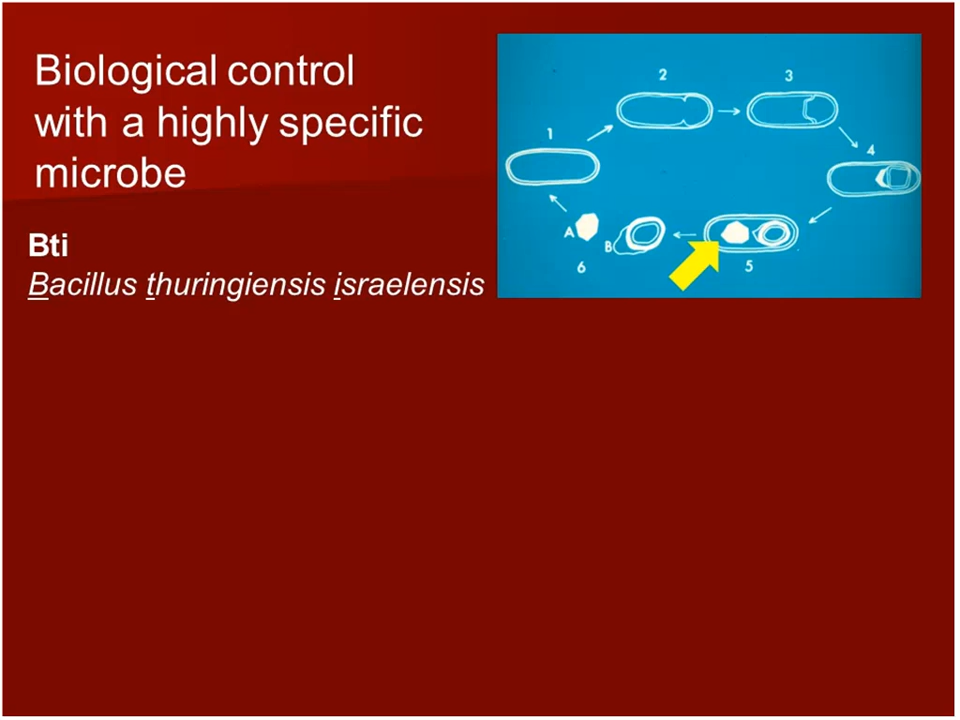 Biological control
with a highly specific
microbe
Bti
Bacillus thuringiensis israelensis
1
2
3
4
5
A
B
6